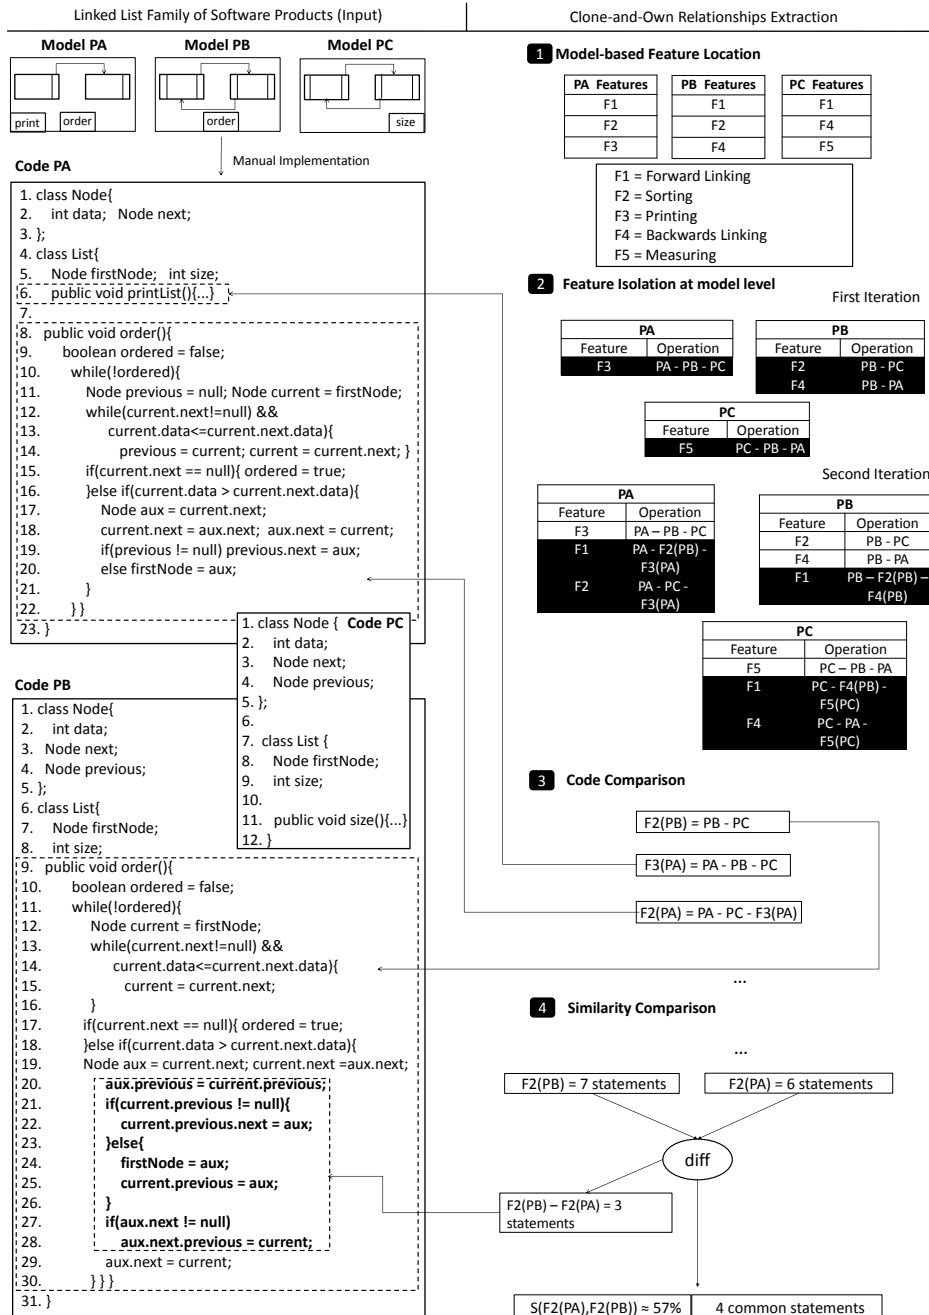 Linked List Family of Software Products (Input)
Clone-and-Own Relationships Extraction
Model PA
Model PB
Model PC
print
order
order
size
Manual Implementation
Code PA
1. class Node{
2. int data; Node next;
3. };
4. class List{
5. Node firstNode; int size;
6. public void printList(){...}
7.
8. public void order(){
9. boolean ordered = false;
10. while(!ordered){
11. Node previous = null; Node current = firstNode;
12. while(current.next!=null) &&
13. current.data<=current.next.data){
14. previous = current; current = current.next; }
15. if(current.next == null){ ordered = true;
16. }else if(current.data > current.next.data){
17. Node aux = current.next;
18. current.next = aux.next; aux.next = current;
19. if(previous != null) previous.next = aux;
20. else firstNode = aux;
21. }
22. } }
23. }
1. class Node { Code PC
2. int data;
3. Node next;
4. Node previous;
5. };
6.
7. class List {
8. Node firstNode;
9. int size;
10.
11. public void size(){...}
12. }
Code PB
1. class Node{
2. int data;
3. Node next;
4. Node previous;
5. };
6. class List{
7. Node firstNode;
8. int size;
9. public void order(){
10. boolean ordered = false;
11. while(!ordered){
12. Node current = firstNode;
13. while(current.next!=null) &&
14. current.data<=current.next.data){
15. current = current.next;
16. }
17. if(current.next == null){ ordered = true;
18. }else if(current.data > current.next.data){
19. Node aux = current.next; current.next =aux.next;
20. aux.previous = current.previous;
21. if(current.previous != null){
22. current.previous.next = aux;
23. }else{
24. firstNode = aux;
25. current.previous = aux;
26. }
27. if(aux.next != null)
28. aux.next.previous = current;
29. aux.next = current;
30. } } }
31. }
1 Model-based Feature Location
PA Features
F1
F2
F3
PB Features
F1
F2
F4
PC Features
F1
F4
F5
F1 = Forward Linking
F2 = Sorting
F3 = Printing
F4 = Backwards Linking
F5 = Measuring
2 Feature Isolation at model level
First Iteration
PA
Feature Operation
F3 PA - PB - PC
PB
Feature Operation
F2 PB - PC
F4 PB - PA
PC
Feature Operation
F5 PC - PB - PA
Second Iteration
PA
Feature Operation
F3 PA – PB - PC
F1 PA - F2(PB) -
F3(PA)
F2 PA - PC -
F3(PA)
PB
Feature Operation
F2 PB - PC
F4 PB - PA
F1 PB – F2(PB) –
F4(PB)
PC
Feature Operation
F5 PC – PB - PA
F1 PC - F4(PB) -
F5(PC)
F4 PC - PA -
F5(PC)
3 Code Comparison
F2(PB) = PB - PC
F3(PA) = PA - PB - PC
F2(PA) = PA - PC - F3(PA)
...
4 Similarity Comparison
...
F2(PB) = 7 statements
F2(PA) = 6 statements
diff
F2(PB) – F2(PA) = 3
statements
S(F2(PA),F2(PB)) ≈ 57%
4 common statements